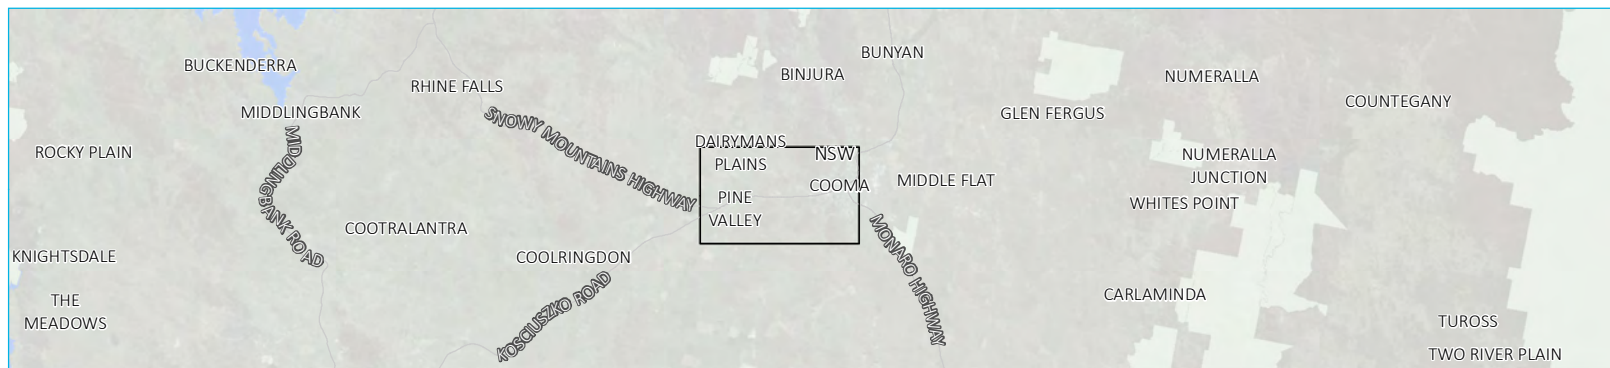 BUNYAN
BUCKENDERRA
BINJURA
NUMERALLA
RHINE FALLS
COUNTEGANY
MIDDLINGBANK
SNOWY MOUNTAINS HIGHWAY
GLEN FERGUS
MIDDLINGBANK ROAD
DAIRYMANS
PLAINS
NSW
ROCKY PLAIN
NUMERALLA
JUNCTION
COOMA
MIDDLE FLAT
PINE
VALLEY
WHITES POINT
MONARO HIGHWAY
COOTRALANTRA
KNIGHTSDALE
COOLRINGDON
KOSCIUSZKO ROAD
THE
MEADOWS
CARLAMINDA
TUROSS
TWO RIVER PLAIN